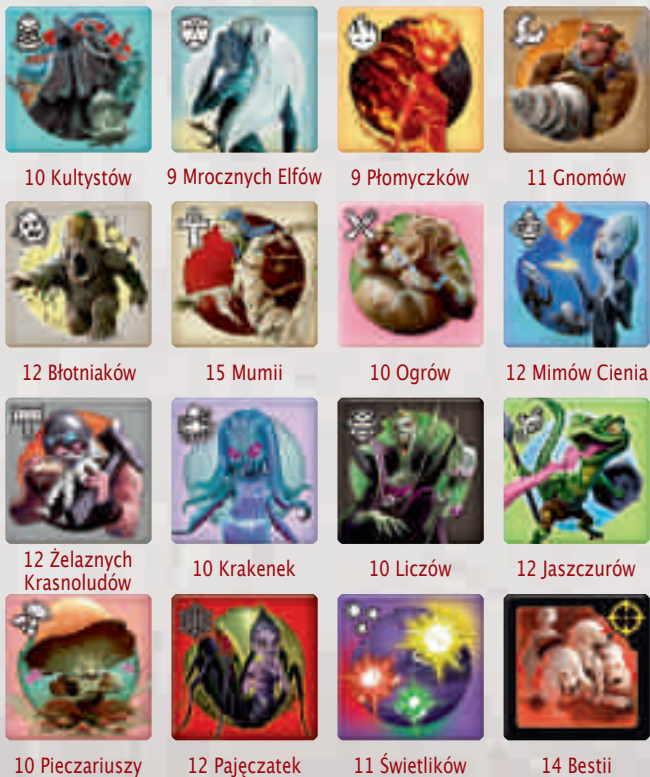 10 Kultystów
9 Mrocznych Elfów
9 Płomyczków
11 Gnomów
12 Błotniaków
15 Mumii
10 Ogrów
12 Mimów Cienia
12 Żelaznych
Krasnoludów
10 Krakenek
10 Liczów
12 Jaszczurów
10 Pieczariuszy
12 Pajęczatek
11 Świetlików
14 Bestii